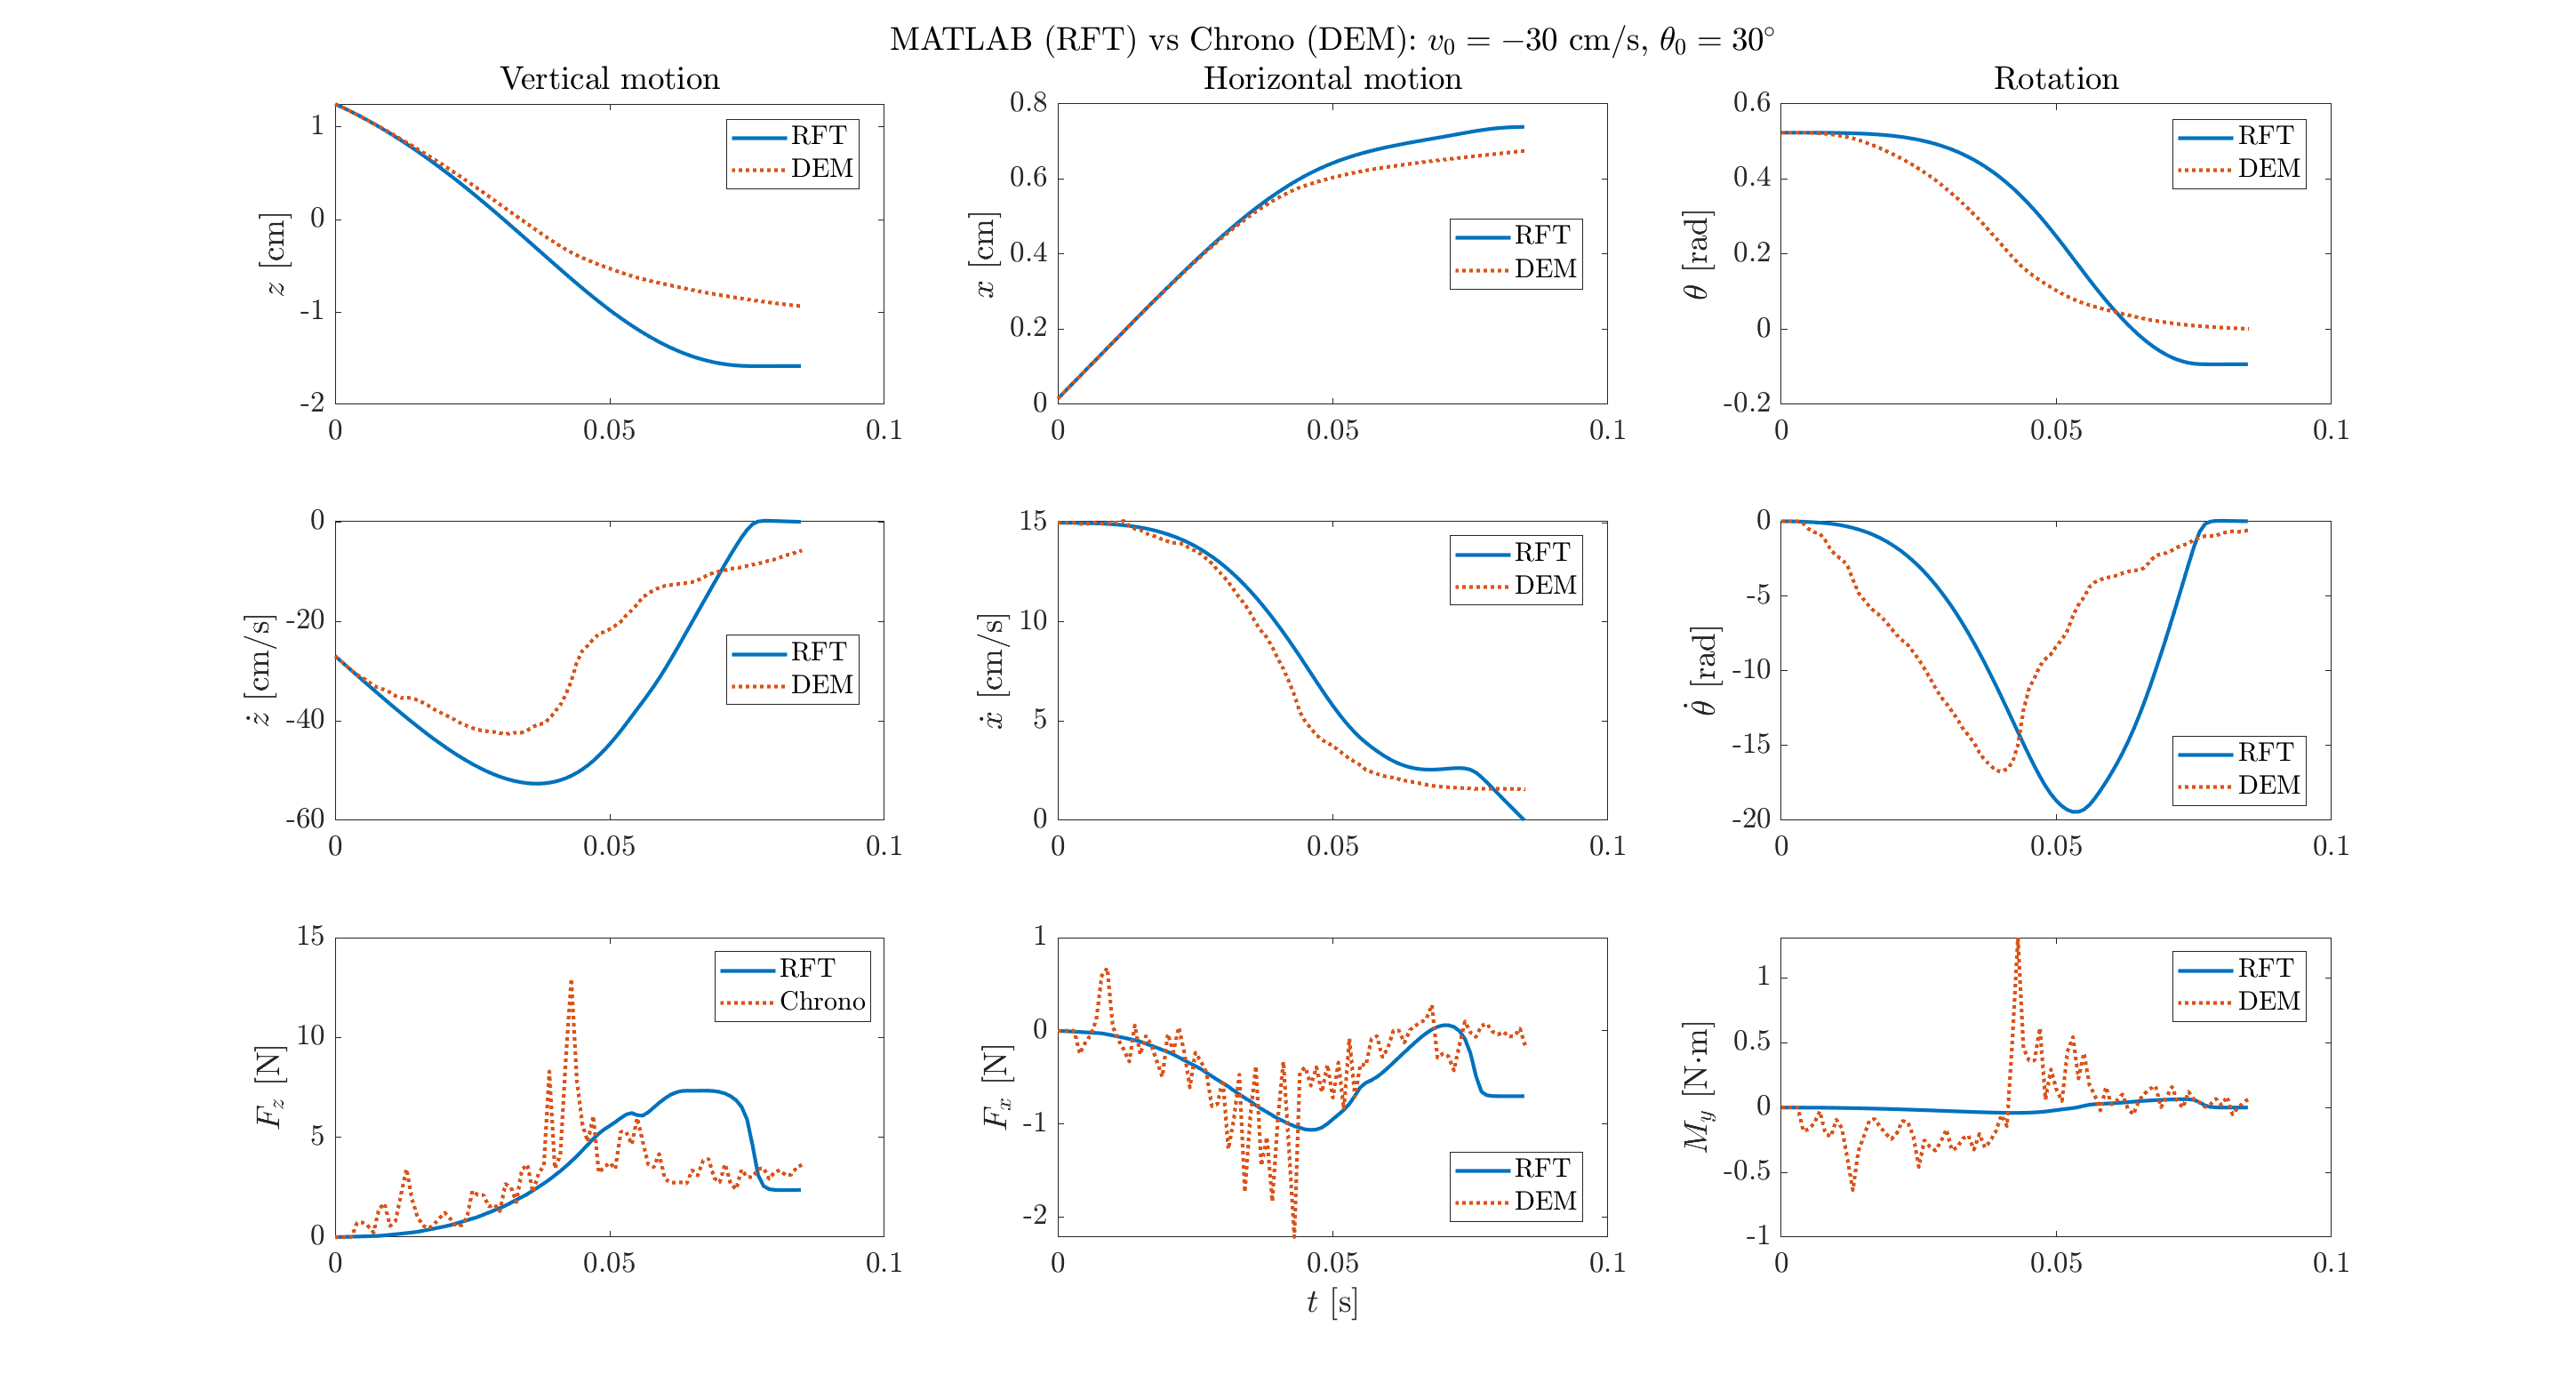 MATLAB (RFT) vs Chrono (DEM): v₀ = −30 cm/s, θ₀ = 30°
Vertical motion
z [cm]
1
0
-1
-2
0 0.05 0.1
RFT
DEM
Horizontal motion
x [cm]
0.8
0.6
0.4
0.2
0
0 0.05 0.1
RFT
DEM
Rotation
θ [rad]
0.6
0.4
0.2
0
-0.2
0 0.05 0.1
RFT
DEM
ż [cm/s]
0
-20
-40
-60
0 0.05 0.1
RFT
DEM
ẋ [cm/s]
15
10
5
0
0 0.05 0.1
RFT
DEM
θ̇ [rad]
0
-5
-10
-15
-20
0 0.05 0.1
RFT
DEM
F_z [N]
15
10
5
0
0 0.05 0.1
RFT
Chrono
F_x [N]
1
0
-1
-2
0 0.05 0.1
RFT
DEM
t [s]
M_y [N·m]
1
0.5
0
-0.5
-1
0 0.05 0.1
RFT
DEM